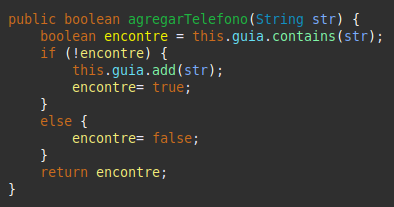 public boolean agregarTelefono(String str) {
    boolean encontre = this.guia.contains(str);
    if (!encontre) {
        this.guia.add(str);
        encontre= true;
    }
    else {
        encontre= false;
    }
    return encontre;
}